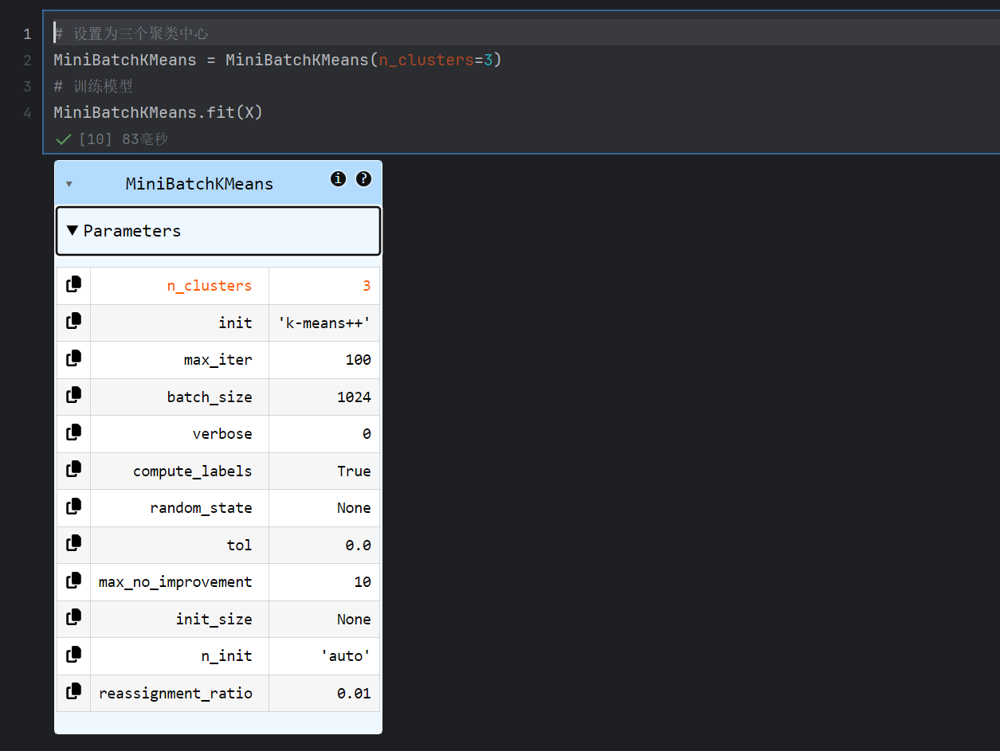 1 # 设置为三个聚类中心
2 MiniBatchKMeans = MiniBatchKMeans(n_clusters=3)
3 # 训练模型
4 MiniBatchKMeans.fit(X)
[10] 83毫秒
▼ MiniBatchKMeans i ?
▼ Parameters
n_clusters 3
init 'k-means++'
max_iter 100
batch_size 1024
verbose 0
compute_labels True
random_state None
tol 0.0
max_no_improvement 10
init_size None
n_init 'auto'
reassignment_ratio 0.01